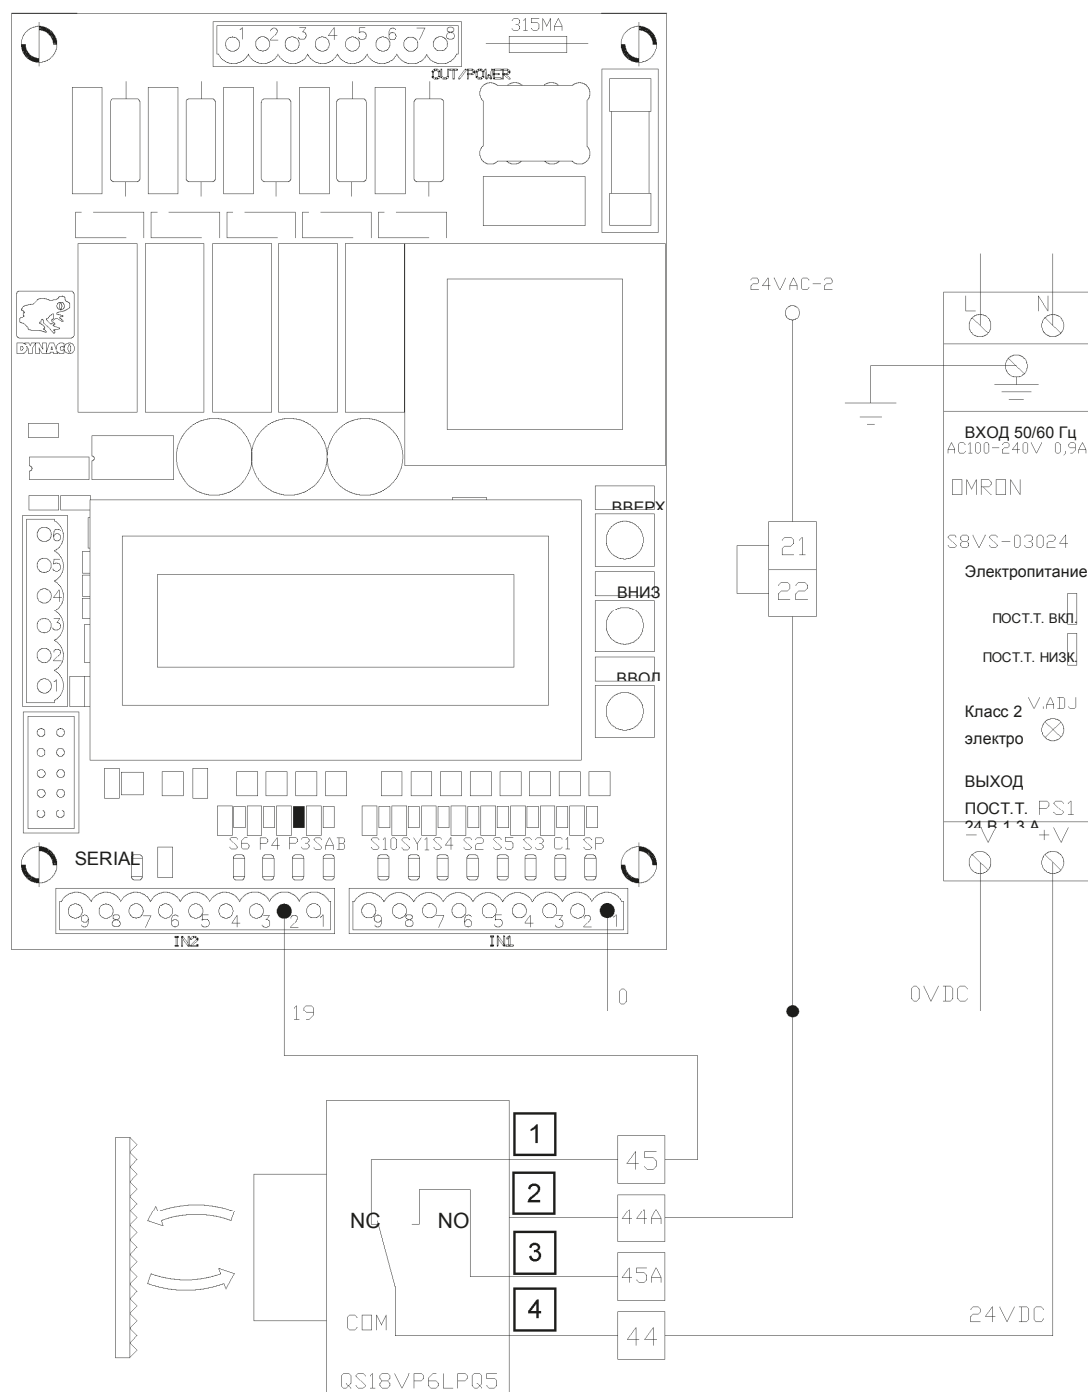 1 2 3 4 5 6 7 8
315MA
OUT/POWER
DYNACO
24VAC-2
L N
ВХОД 50/60 Гц
AC100-240V 0,9A
OMRON
S8VS-03024
Электропитание
ПОСТ.Т. ВКЛ.
ПОСТ.Т. НИЗК.
Класс 2 V.ADJ
электро
ВЫХОД
ПОСТ.Т. PS1
24 В 1,3 А
-V +V
ВВЕРХ
ВНИЗ
ВВОД
6
5
4
3
2
1
21
22
S6 P4 P3 SAB S10 SY1 S4 S2 S5 S3 C1 SP
SERIAL
9 8 7 6 5 4 3 2 1
9 8 7 6 5 4 3 2 1
IN2 IN1
19
0
0VDC
1
45
2
44A
NC NO
3
45A
4
44
COM
24VDC
QS18VP6LPQ5